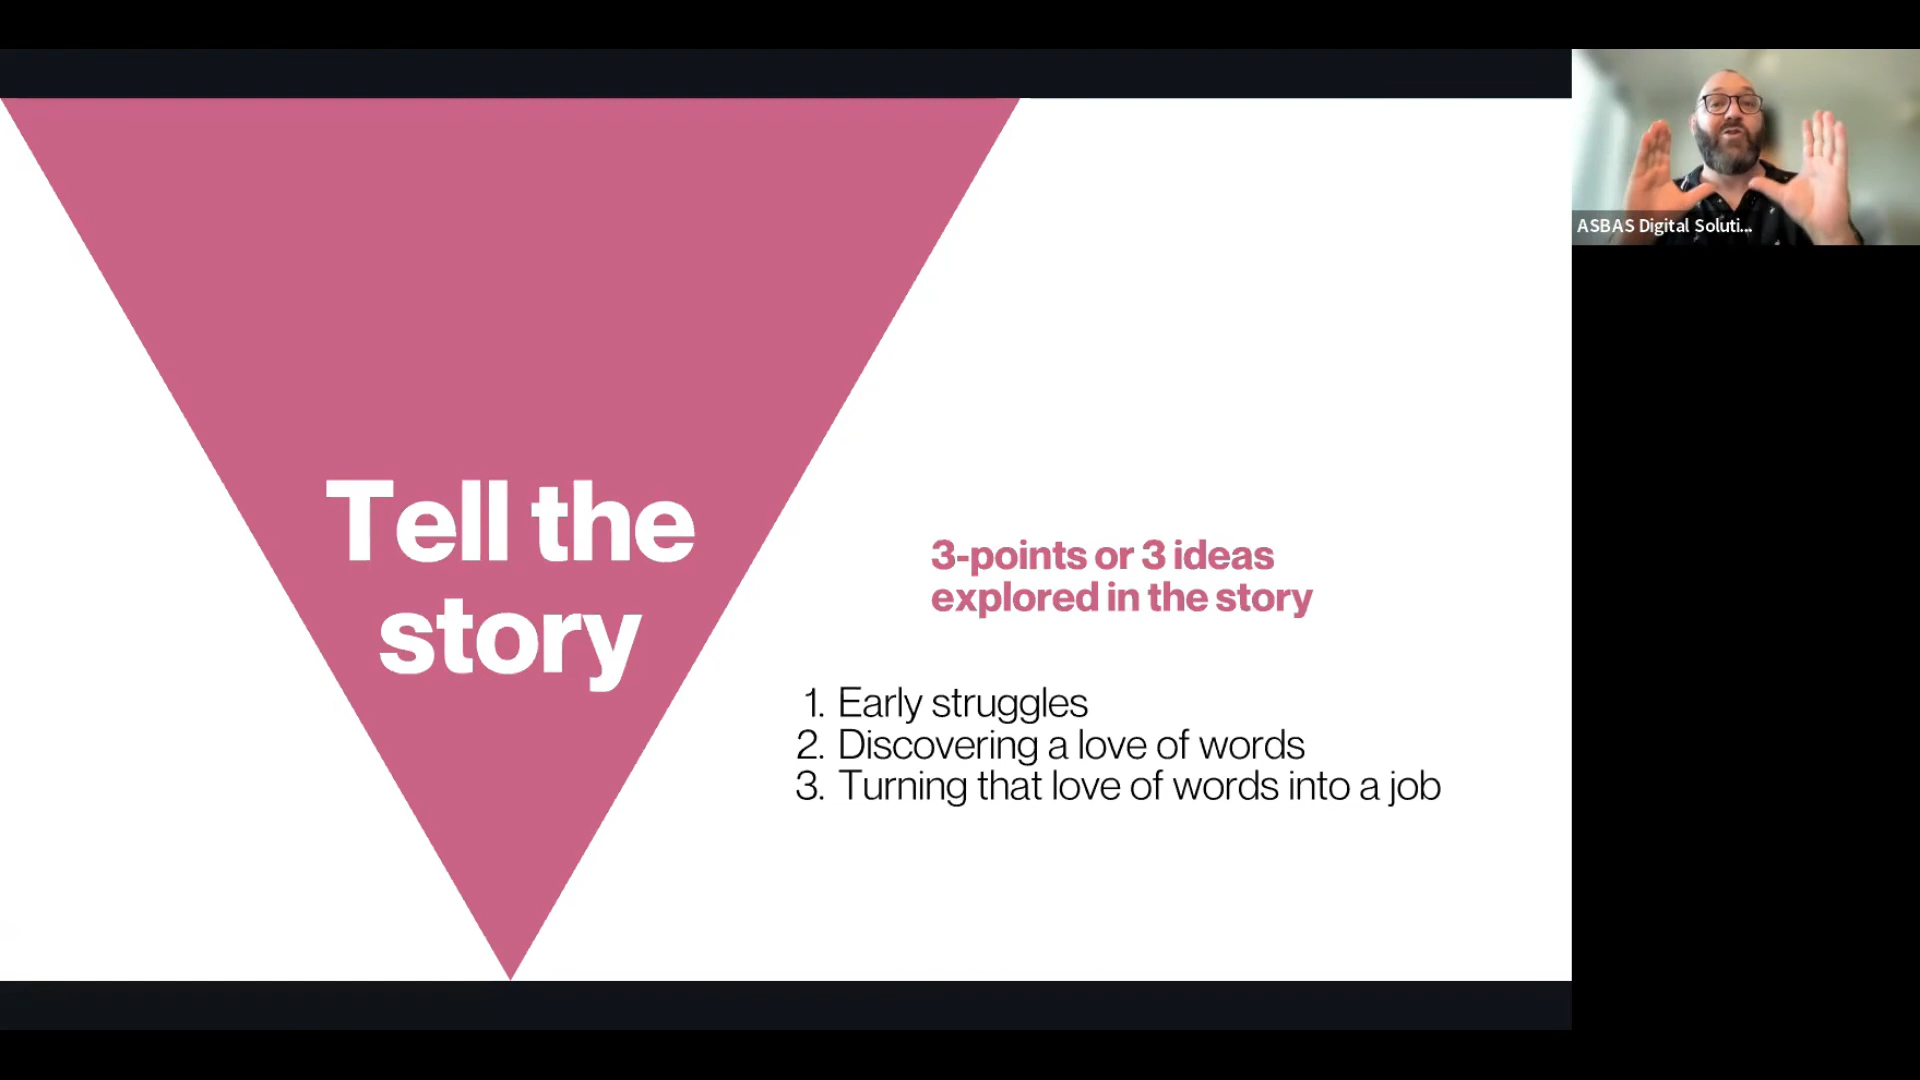 Tell the
story
3-points or 3 ideas
explored in the story
1. Early struggles
2. Discovering a love of words
3. Turning that love of words into a job
ASBAS Digital Soluti...